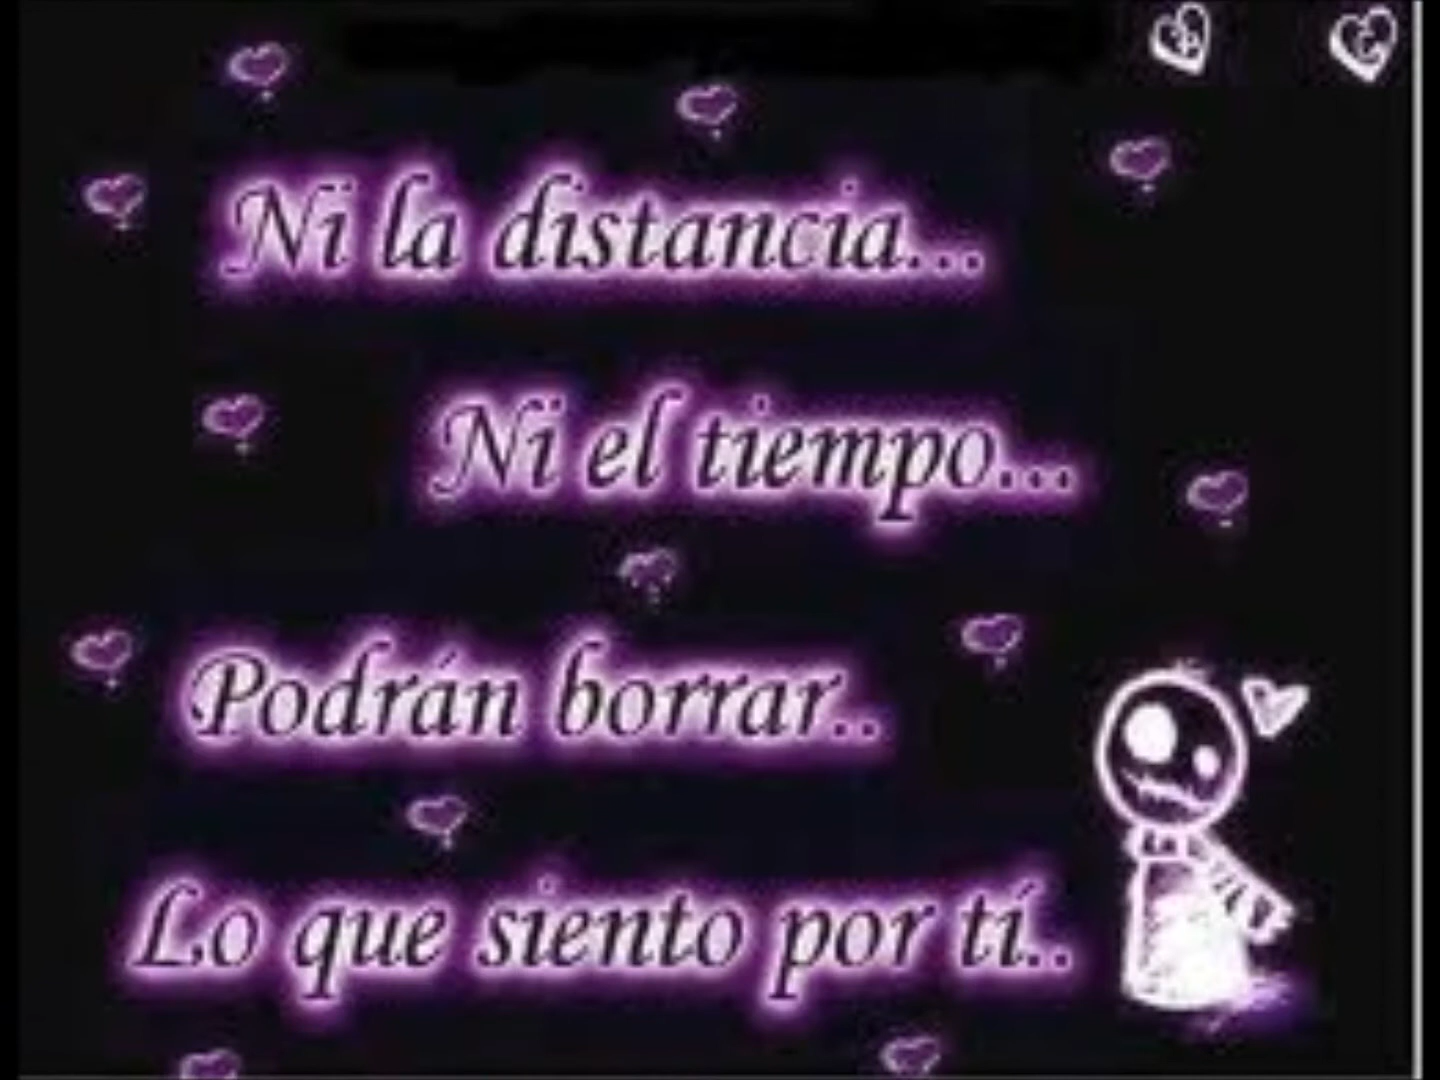 Ni la distancia...
Ni el tiempo...
Podrán borrar..
Lo que siento por tí..